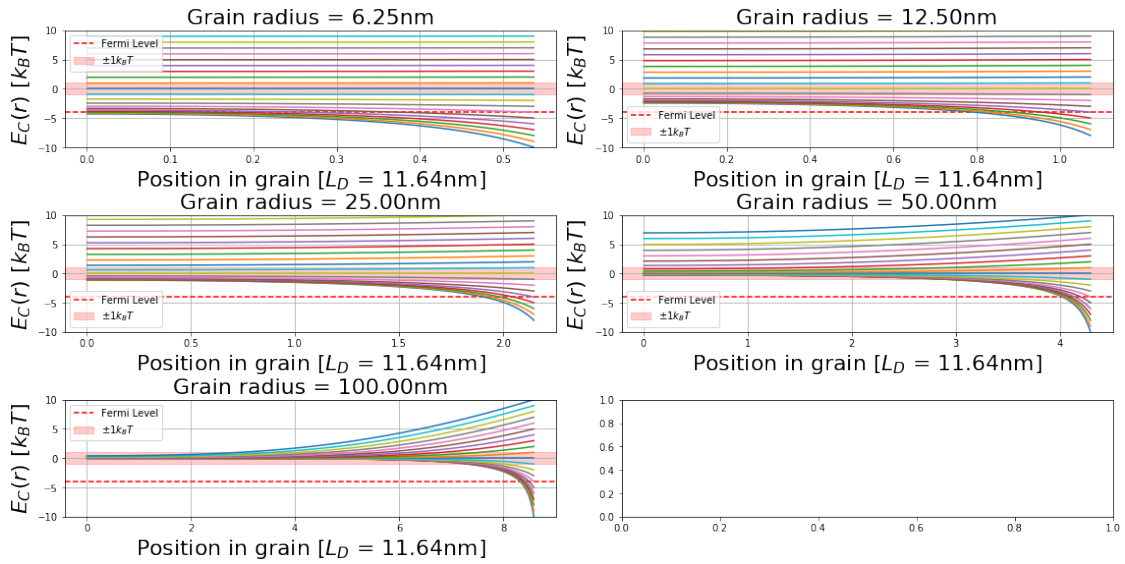 Grain radius = 6.25nm
E_C(r) [k_BT]
10
5
0
−5
−10
Fermi Level
±1k_BT
0.0 0.1 0.2 0.3 0.4 0.5
Position in grain [L_D = 11.64nm]
Grain radius = 12.50nm
E_C(r) [k_BT]
10
5
0
−5
−10
Fermi Level
±1k_BT
0.0 0.2 0.4 0.6 0.8 1.0
Position in grain [L_D = 11.64nm]
Grain radius = 25.00nm
E_C(r) [k_BT]
10
5
0
−5
−10
Fermi Level
±1k_BT
0.0 0.5 1.0 1.5 2.0
Position in grain [L_D = 11.64nm]
Grain radius = 50.00nm
E_C(r) [k_BT]
10
5
0
−5
−10
Fermi Level
±1k_BT
0 1 2 3 4
Position in grain [L_D = 11.64nm]
Grain radius = 100.00nm
E_C(r) [k_BT]
10
5
0
−5
−10
Fermi Level
±1k_BT
0 2 4 6 8
Position in grain [L_D = 11.64nm]
1.0
0.8
0.6
0.4
0.2
0.0
0.0 0.2 0.4 0.6 0.8 1.0